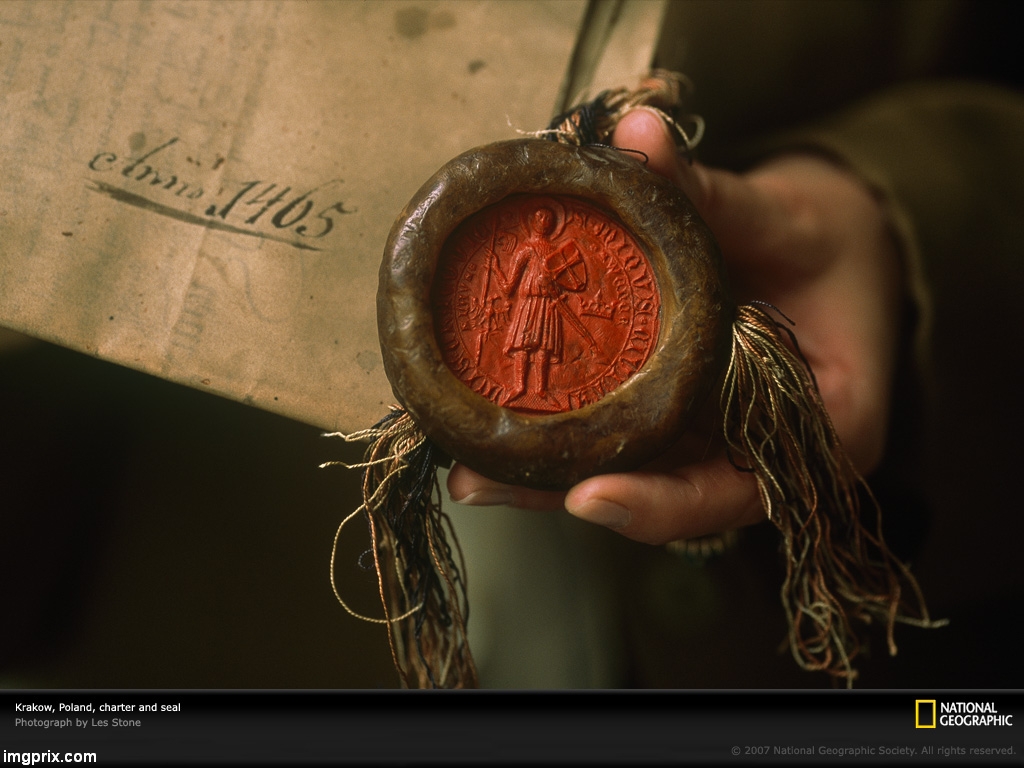 Anno 1465
Krakow, Poland, charter and seal
Photograph by Les Stone
NATIONAL
GEOGRAPHIC
© 2007 National Geographic Society. All rights reserved.
imgprix.com